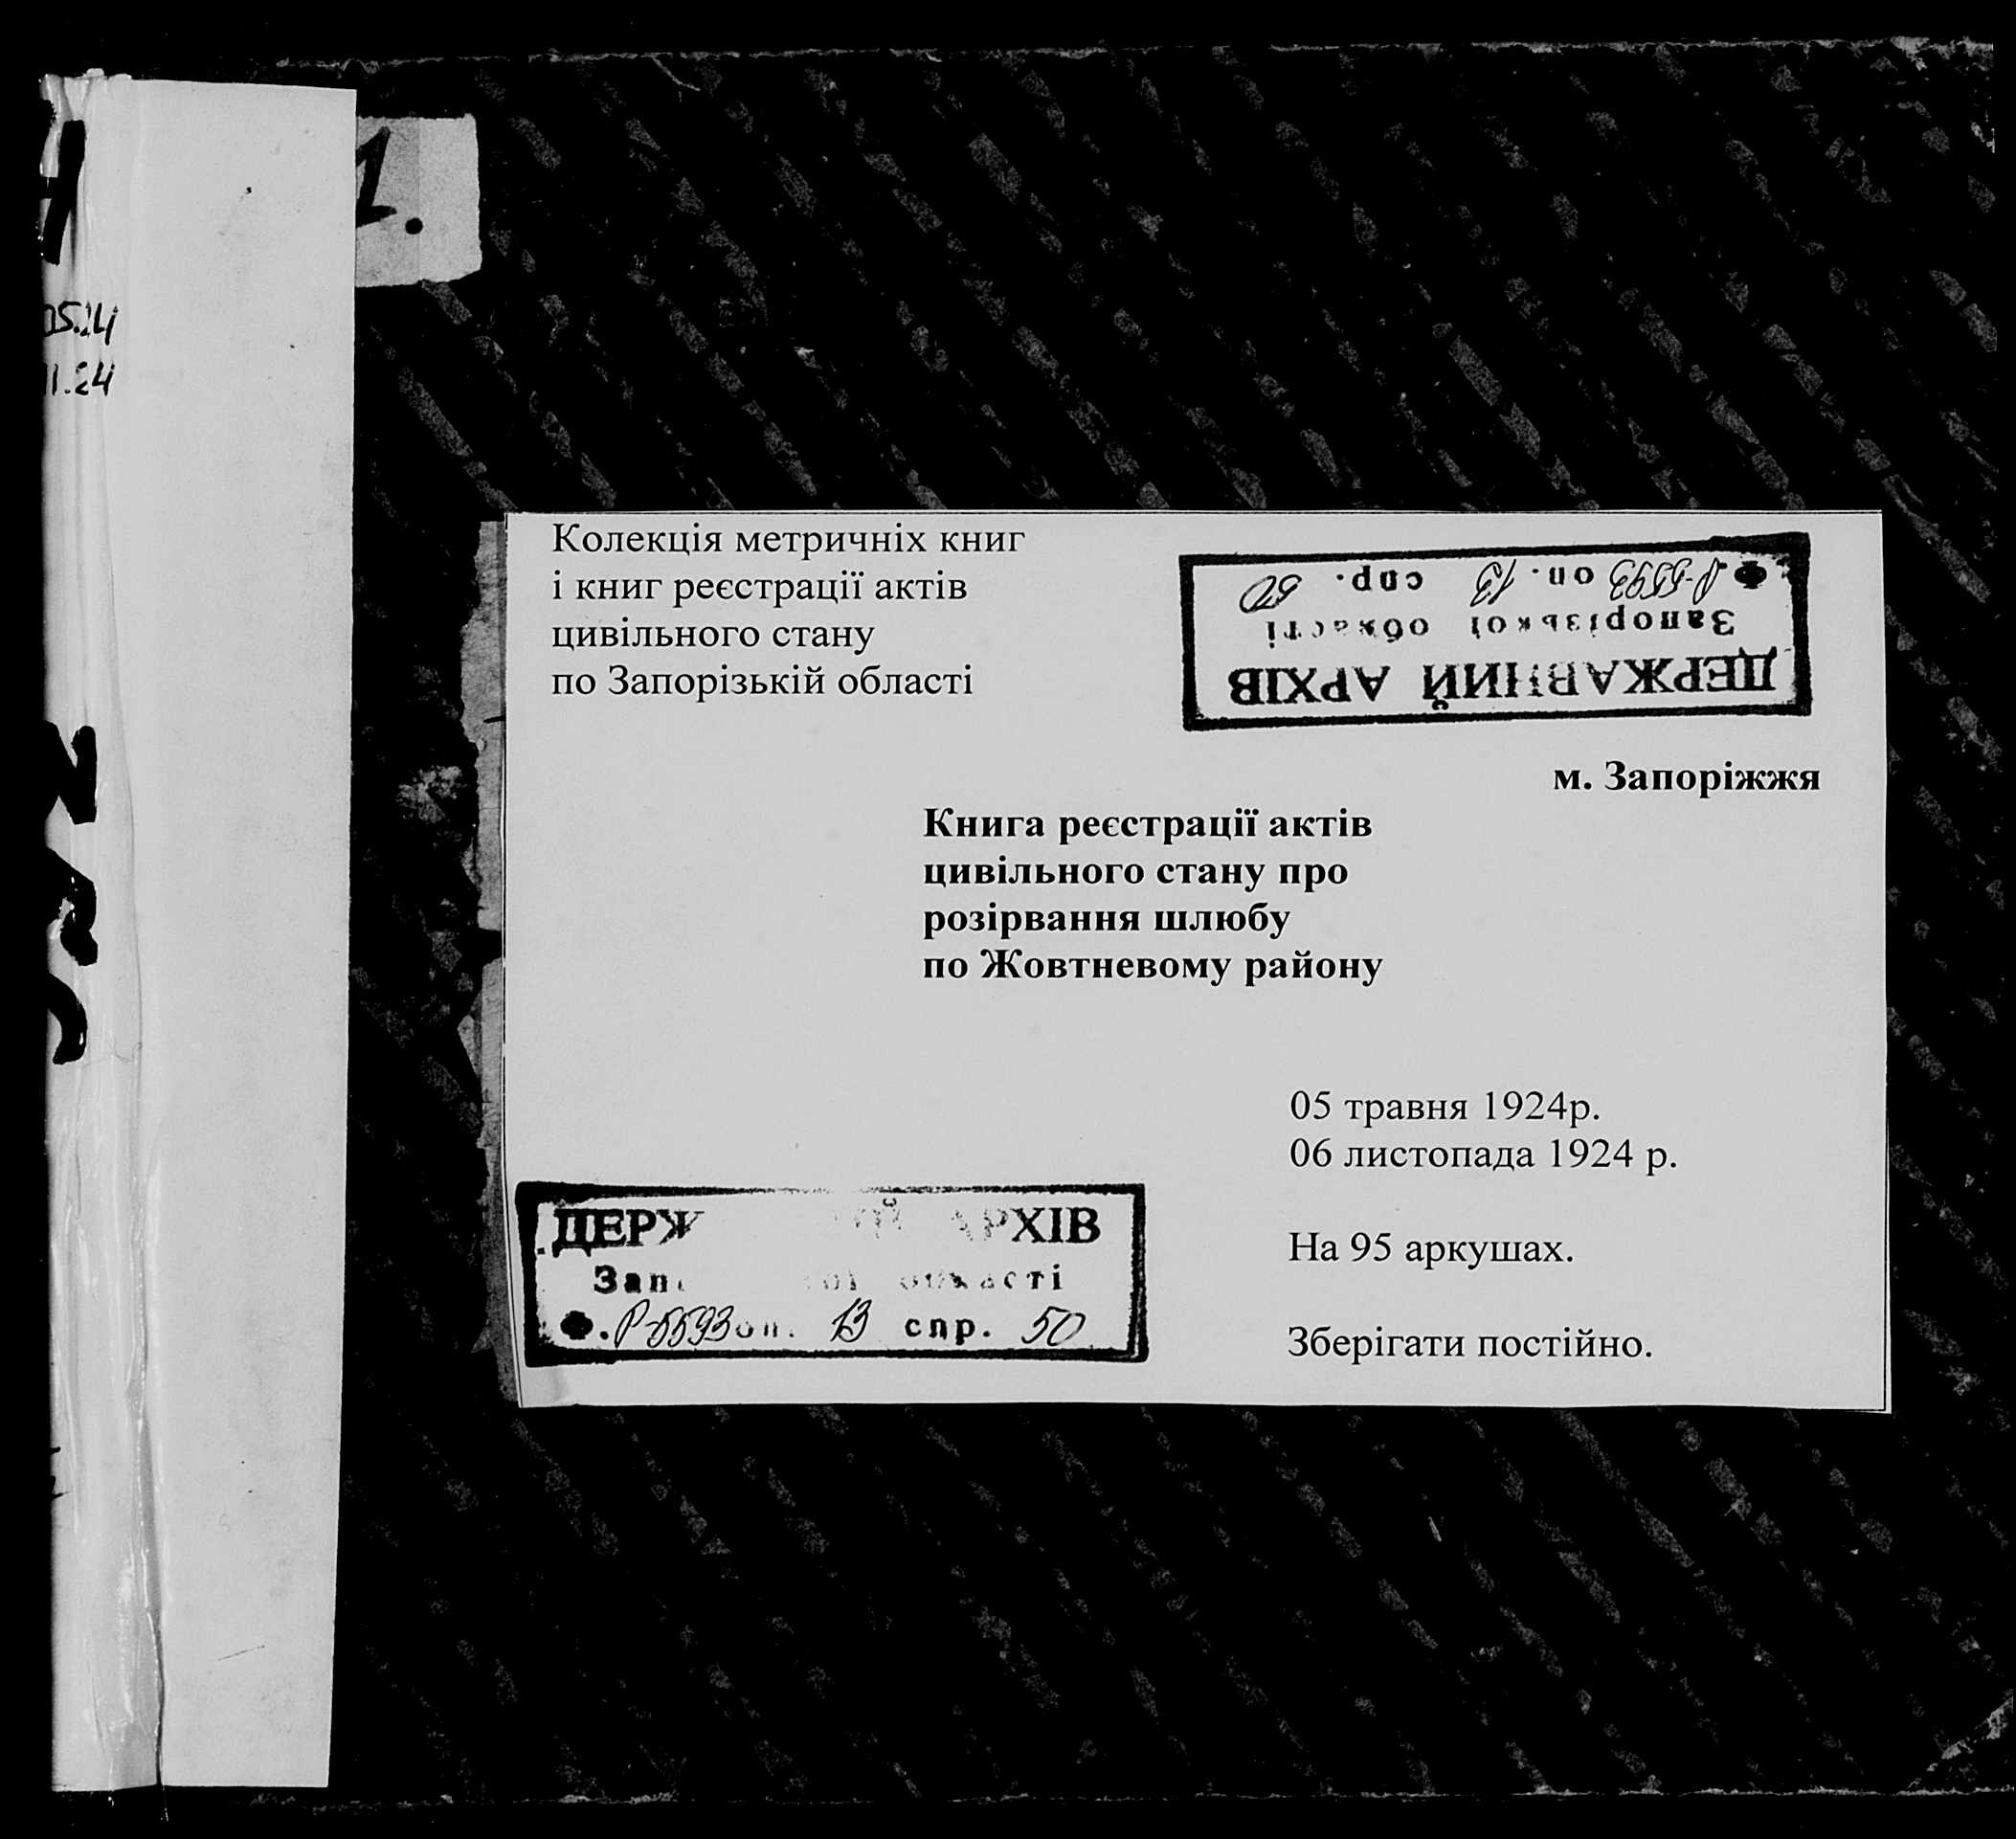 1.
05.24
11.24
Колекція метричніх книг
і книг реєстрації актів
цивільного стану
по Запорізькій області
ДЕРЖАВНИЙ АРХІВ
Запорізької області
Ф. Р-5593 оп. 13 спр. 50
м. Запоріжжя
Книга реєстрації актів
цивільного стану про
розірвання шлюбу
по Жовтневому району
05 травня 1924р.
06 листопада 1924 р.
На 95 аркушах.
Зберігати постійно.
ДЕРЖ ИЙ АРХІВ
Зап ої області
Ф. Р-5593 оп. 13 спр. 50